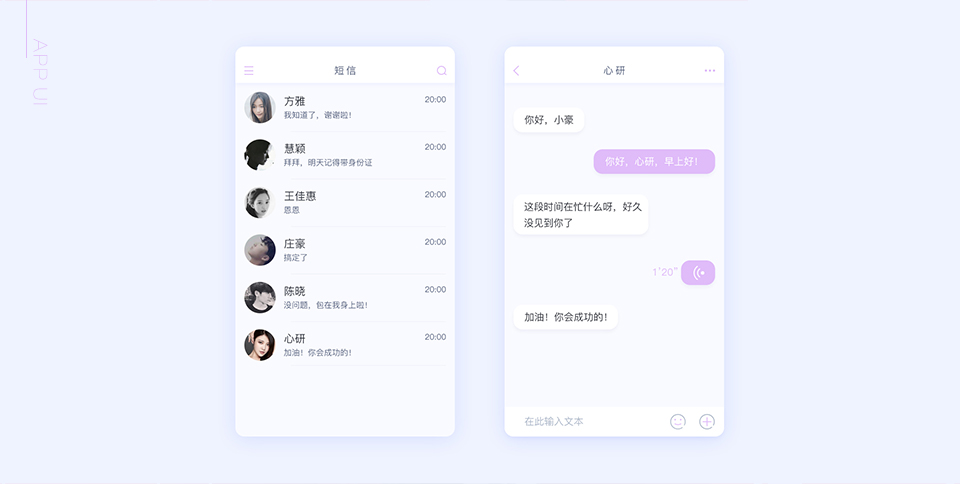 APP UI
短信
方雅
20:00
我知道了，谢谢啦！
慧颖
20:00
拜拜，明天记得带身份证
王佳惠
20:00
恩恩
庄豪
20:00
搞定了
陈晓
20:00
没问题，包在我身上啦！
心研
20:00
加油！你会成功的！
心研
你好，小豪
你好，心研，早上好！
这段时间在忙什么呀，好久
没见到你了
1'20"
加油！你会成功的！
在此输入文本